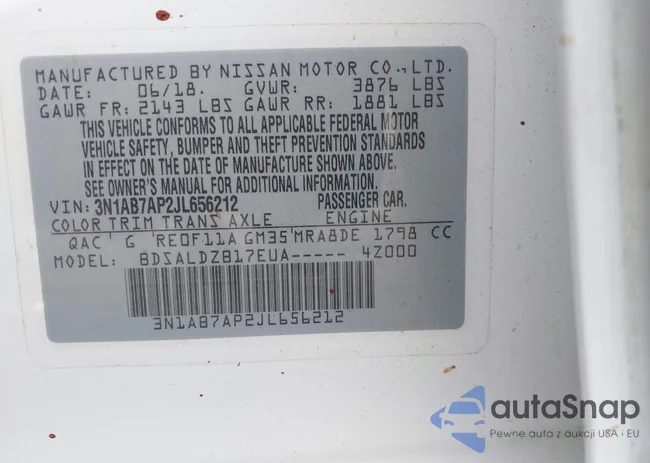 MANUFACTURED BY NISSAN MOTOR CO.,LTD.
DATE: 06/18. GVWR: 3876 LBS
GAWR FR: 2143 LBS GAWR RR: 1881 LBS
THIS VEHICLE CONFORMS TO ALL APPLICABLE FEDERAL MOTOR
VEHICLE SAFETY, BUMPER AND THEFT PREVENTION STANDARDS
IN EFFECT ON THE DATE OF MANUFACTURE SHOWN ABOVE.
SEE OWNER'S MANUAL FOR ADDITIONAL INFORMATION.
VIN: 3N1AB7AP2JL656212 PASSENGER CAR.
COLOR TRIM TRANS AXLE ENGINE
QAC G RE0F11A GM35 MRA8DE 1798 CC
MODEL: BDSALDZB17EUA----- 4Z000
3N1AB7AP2JL656212
autoSnap
Pewne auta z aukcji USA i EU